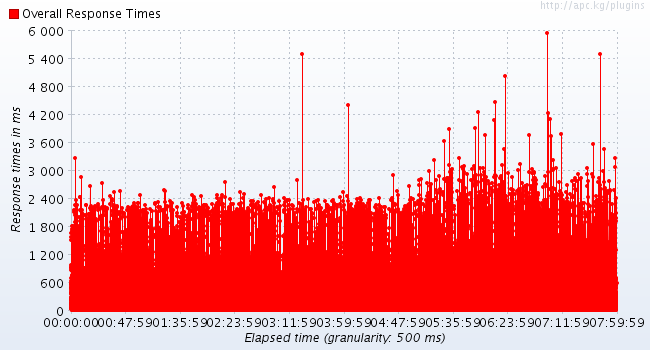 http://apc.kg/plugins
Overall Response Times
Response times in ms
6 000
5 400
4 800
4 200
3 600
3 000
2 400
1 800
1 200
600
0
00:00:00 00:47:59 01:35:59 02:23:59 03:11:59 03:59:59 04:47:59 05:35:59 06:23:59 07:11:59 07:59:59
Elapsed time (granularity: 500 ms)